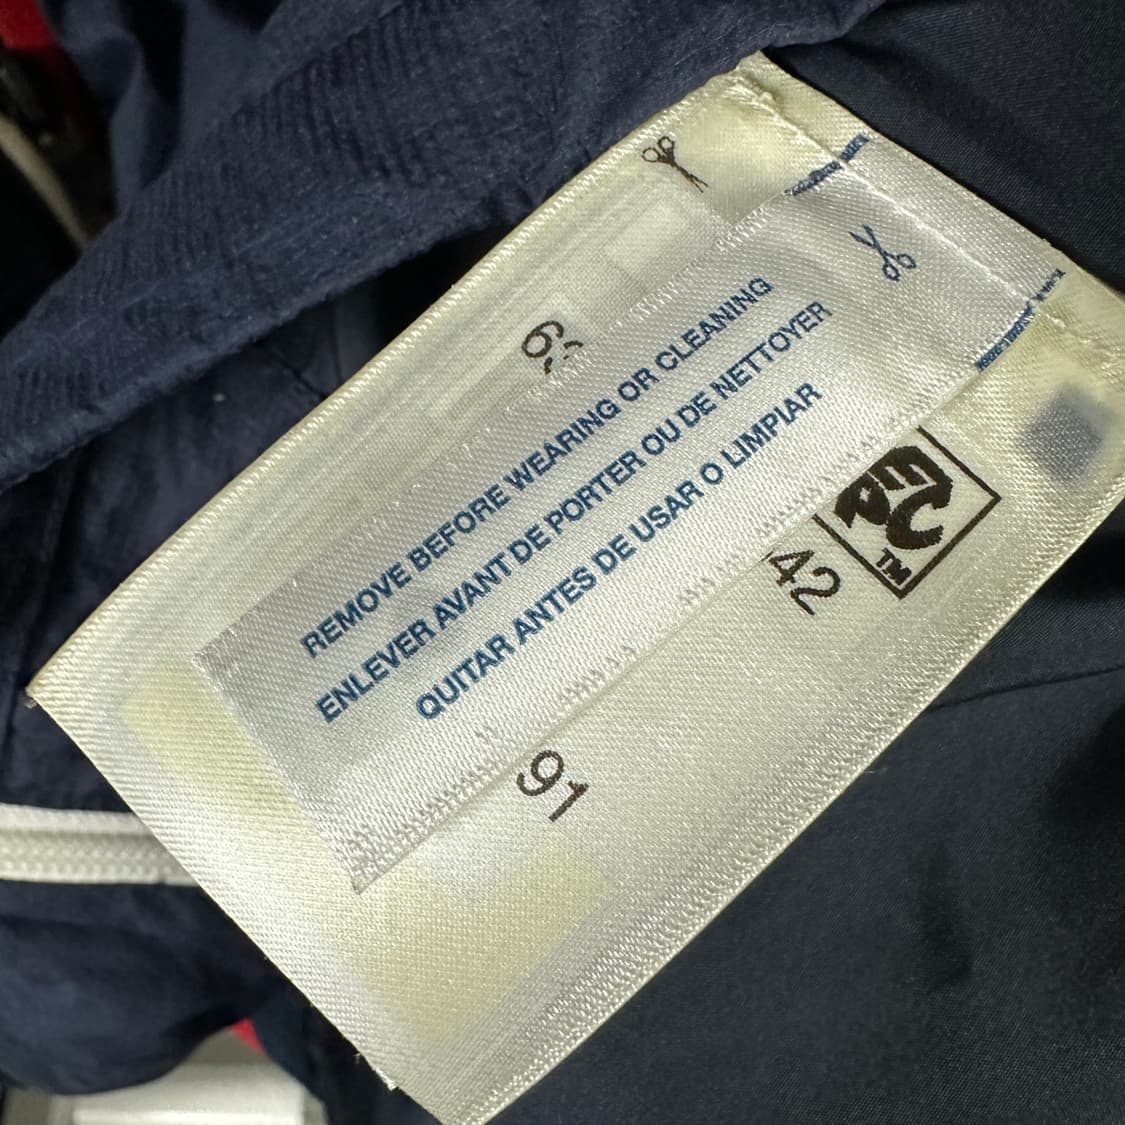 REMOVE BEFORE WEARING OR CLEANING
ENLEVER AVANT DE PORTER OU DE NETTOYER
QUITAR ANTES DE USAR O LIMPIAR
42
TM
91